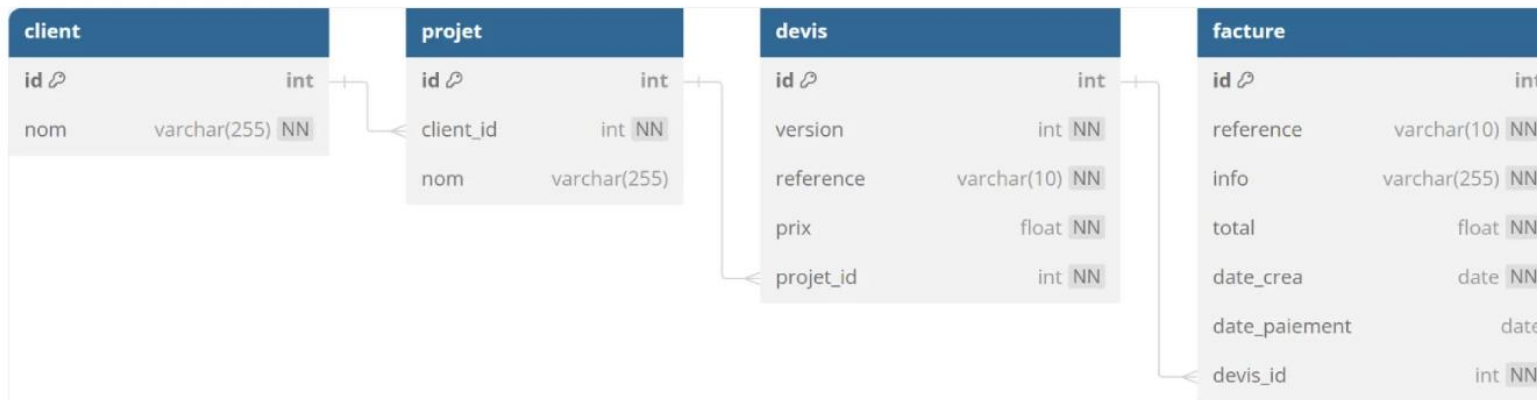 client
id int
nom varchar(255) NN
projet
id int
client_id int NN
nom varchar(255)
devis
id int
version int NN
reference varchar(10) NN
prix float NN
projet_id int NN
facture
id int
reference varchar(10) NN
info varchar(255) NN
total float NN
date_crea date NN
date_paiement date
devis_id int NN